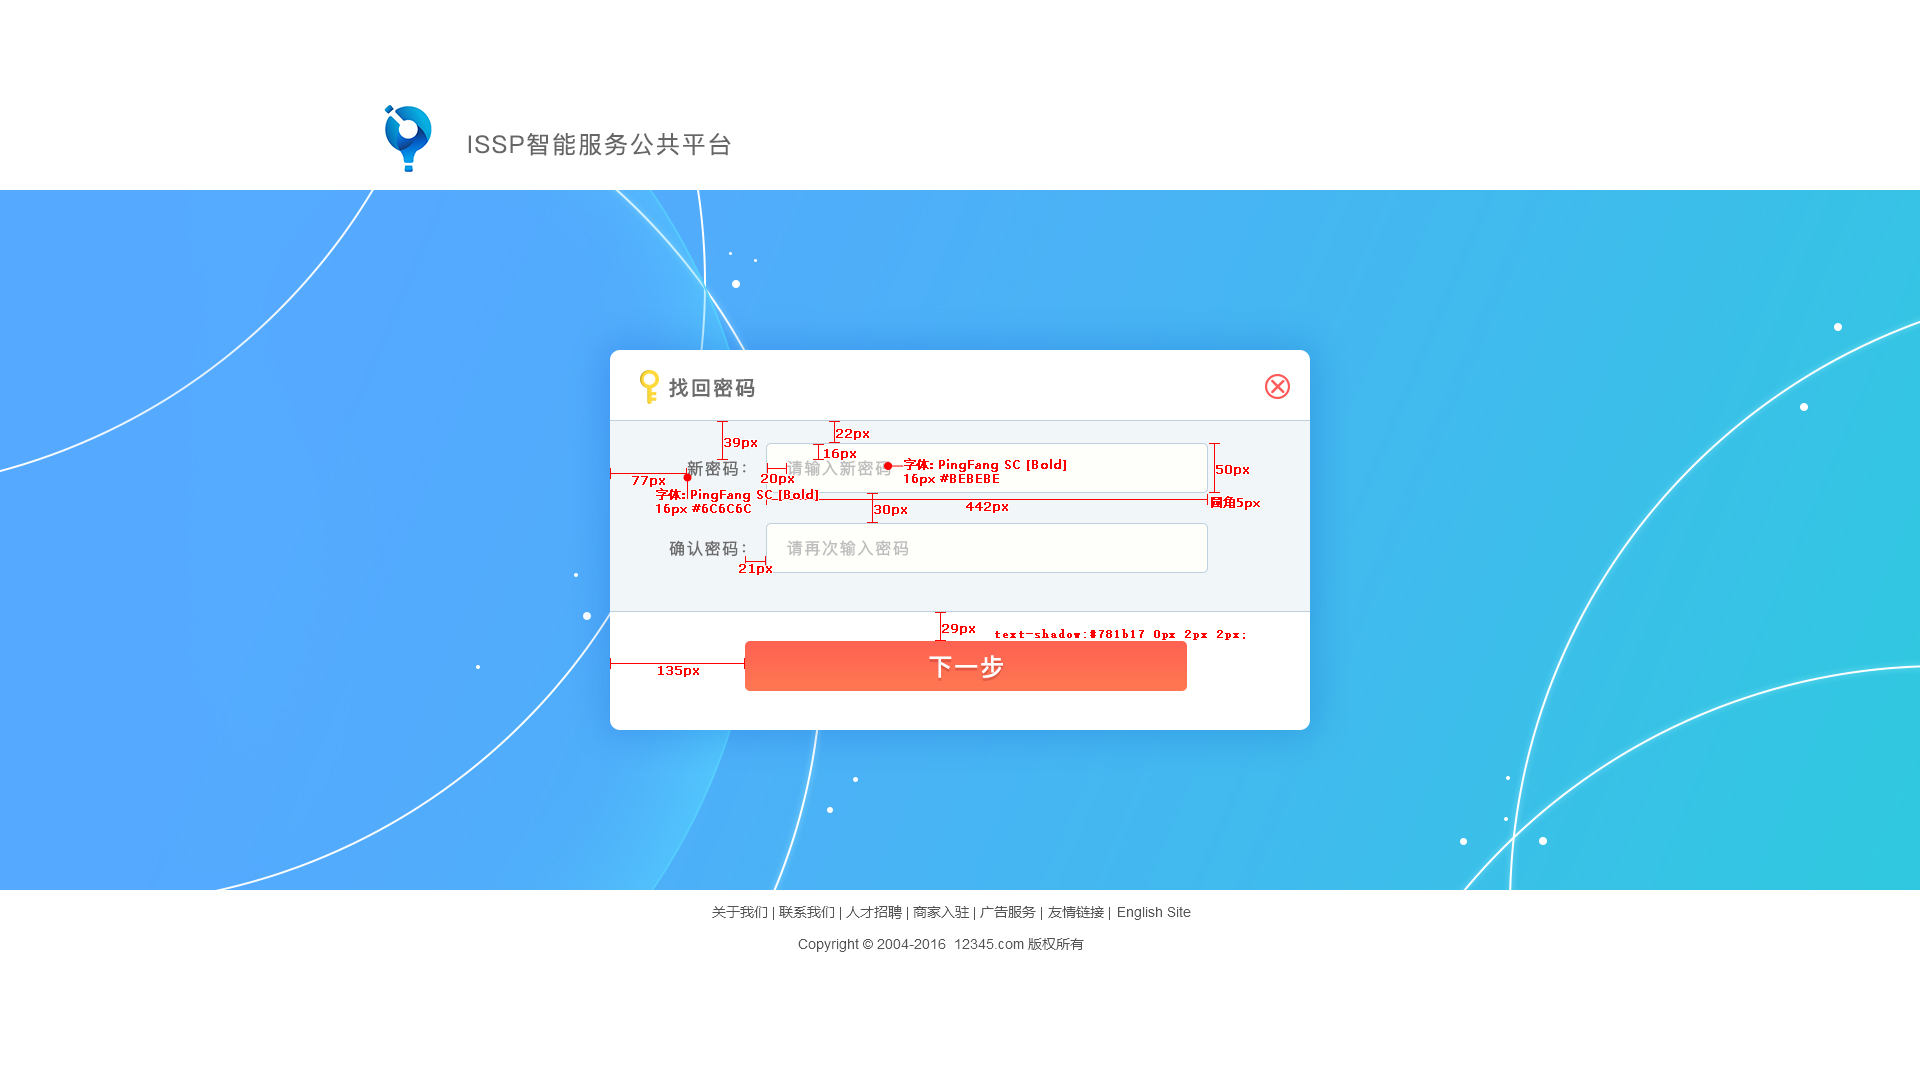 ISSP智能服务公共平台
找回密码
39px
22px
16px
新密码：
请输入新密码
字体: PingFang SC [Bold]
16px #BEBEBE
50px
77px
20px
字体: PingFang SC [Bold]
16px #6C6C6C
442px
圆角5px
30px
确认密码：
请再次输入密码
21px
29px
text-shadow:#781b17 0px 2px 2px;
135px
下一步
关于我们 | 联系我们 | 人才招聘 | 商家入驻 | 广告服务 | 友情链接 | English Site
Copyright © 2004-2016 12345.com 版权所有